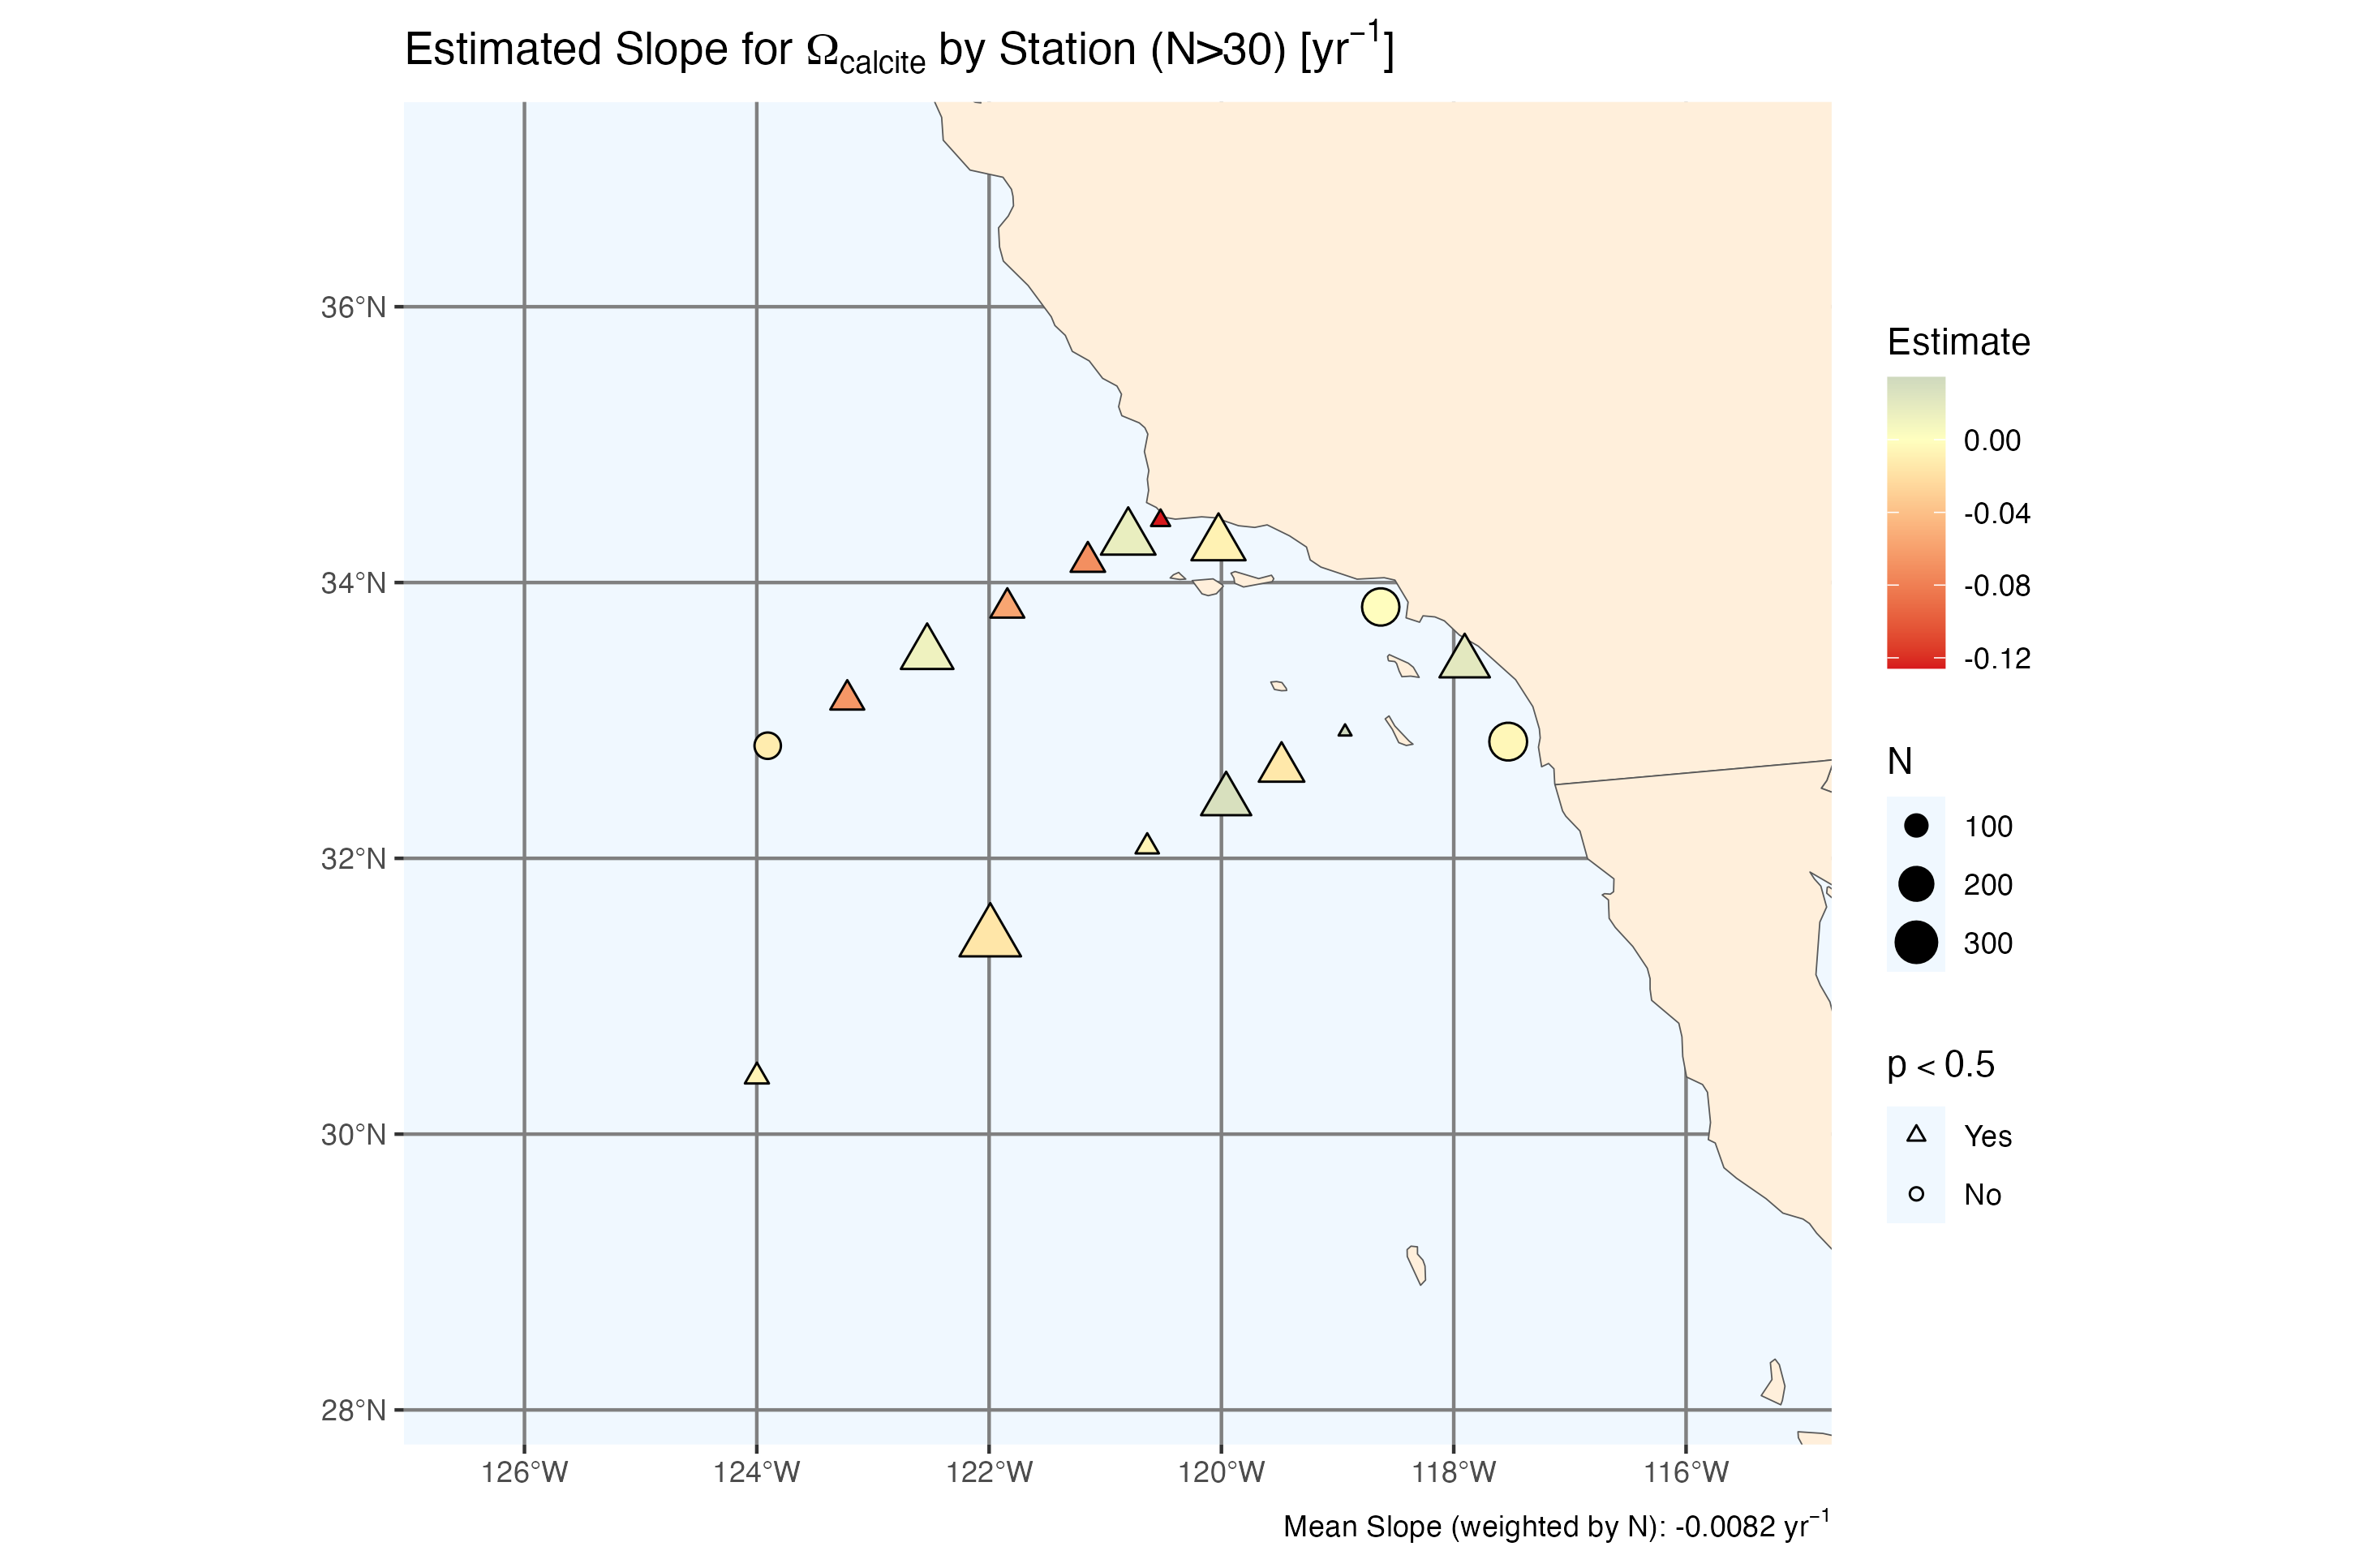 Estimated Slope for Ωcalcite by Station (N>30) [yr⁻¹]
36°N
34°N
32°N
30°N
28°N
126°W 124°W 122°W 120°W 118°W 116°W
Estimate
0.00
-0.04
-0.08
-0.12
N
100
200
300
p < 0.5
Yes
No
Mean Slope (weighted by N): -0.0082 yr⁻¹